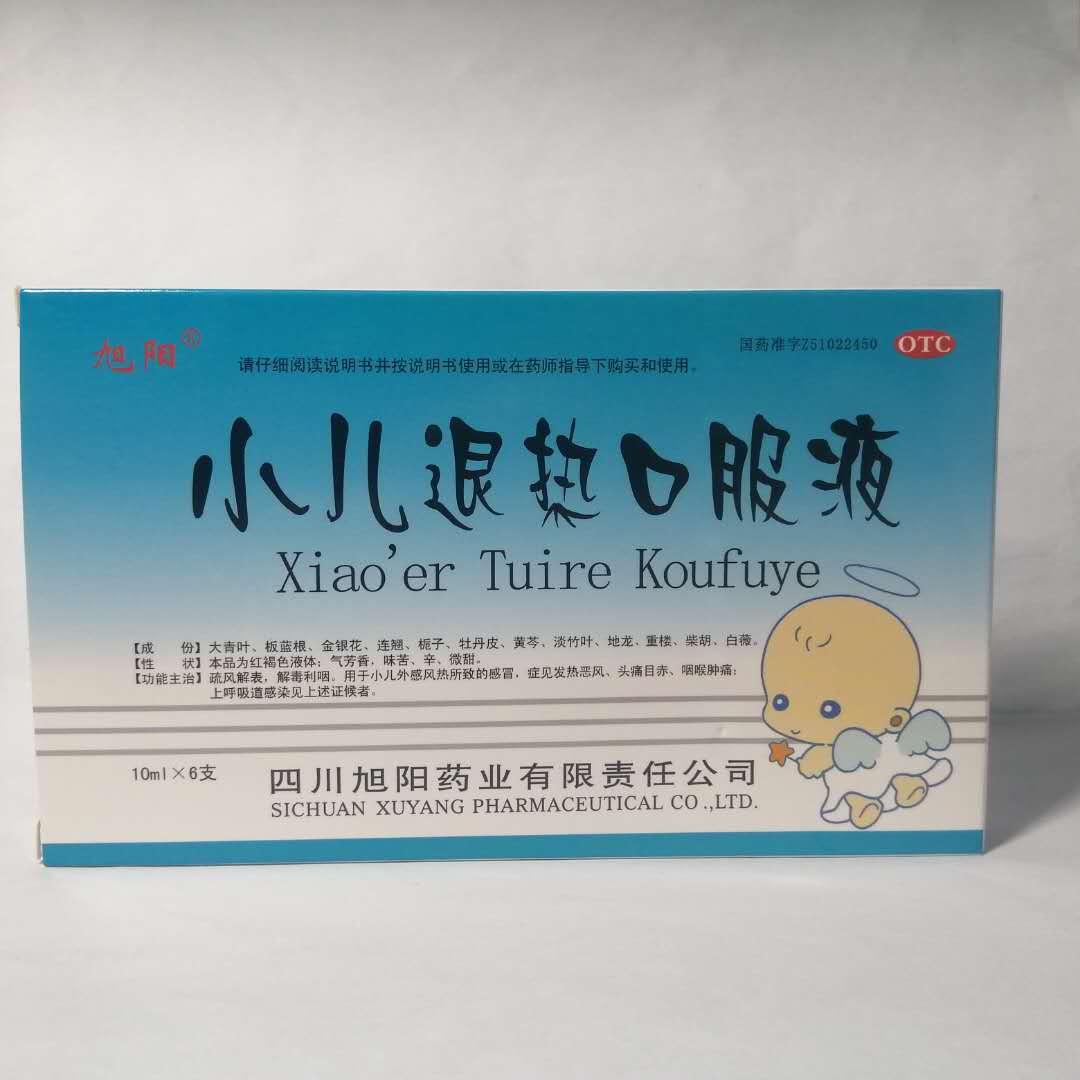 旭阳®
国药准字Z51022450 OTC
请仔细阅读说明书并按说明书使用或在药师指导下购买和使用。
小儿退热口服液
Xiao'er Tuire Koufuye
【成 份】大青叶、板蓝根、金银花、连翘、栀子、牡丹皮、黄芩、淡竹叶、地龙、重楼、柴胡、白薇。
【性 状】本品为红褐色液体；气芳香，味苦、辛、微甜。
【功能主治】疏风解表，解毒利咽。用于小儿外感风热所致的感冒，症见发热恶风、头痛目赤、咽喉肿痛；
上呼吸道感染见上述证候者。
10ml×6支
四川旭阳药业有限责任公司
SICHUAN XUYANG PHARMACEUTICAL CO.,LTD.